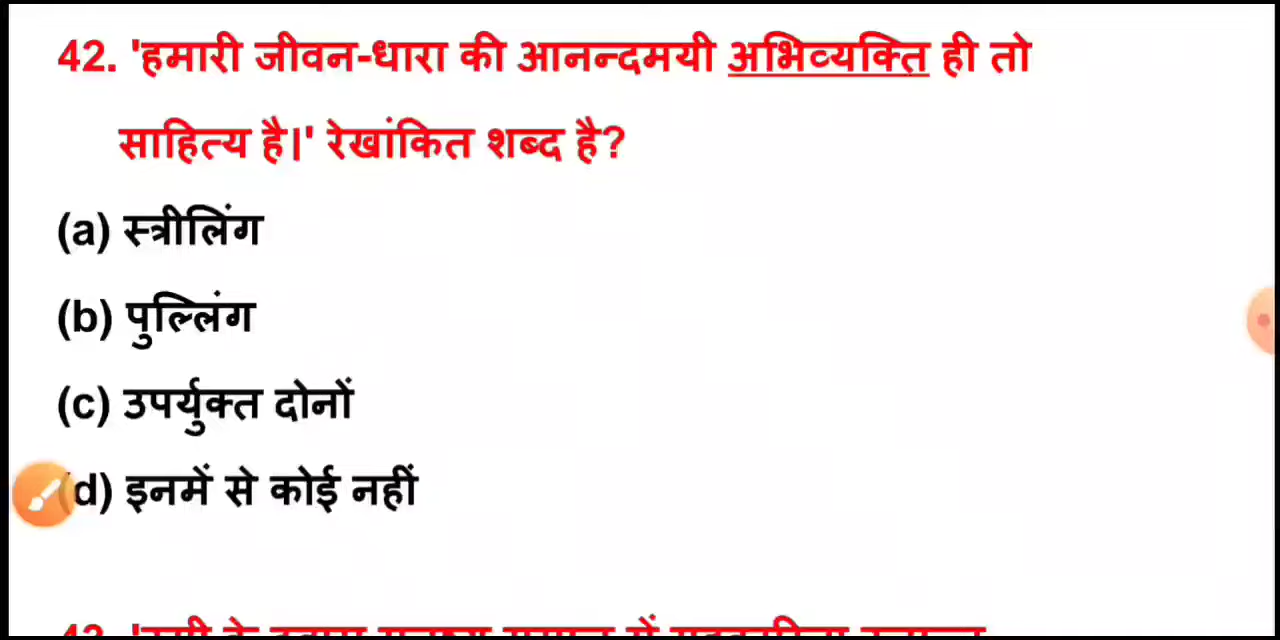 42. 'हमारी जीवन-धारा की आनन्दमयी अभिव्यक्ति ही तो
साहित्य है।' रेखांकित शब्द है?
(a) स्त्रीलिंग
(b) पुल्लिंग
(c) उपर्युक्त दोनों
(d) इनमें से कोई नहीं